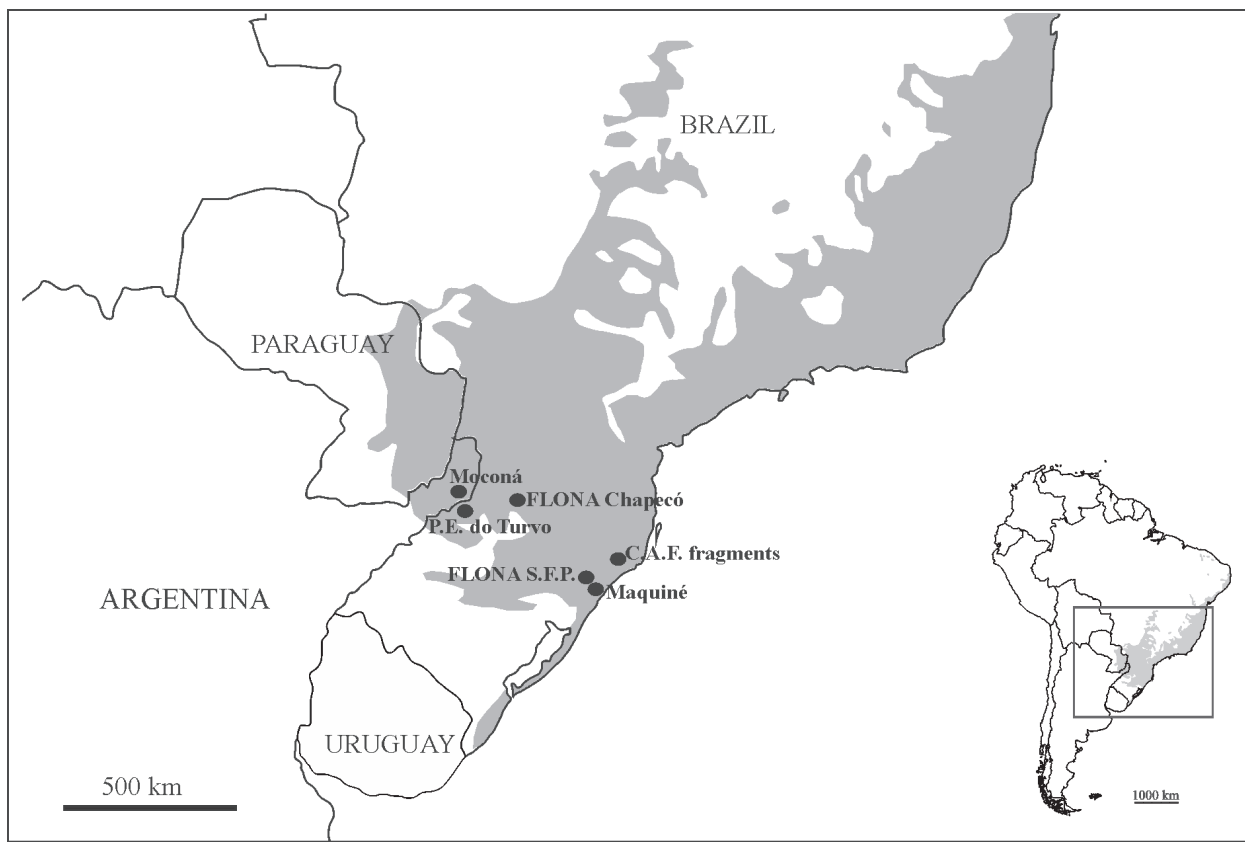 BRAZIL
PARAGUAY
Moconá
FLONA Chapecó
P.E. do Turvo
C.A.F. fragments
FLONA S.F.P.
Maquiné
ARGENTINA
URUGUAY
500 km
1000 km